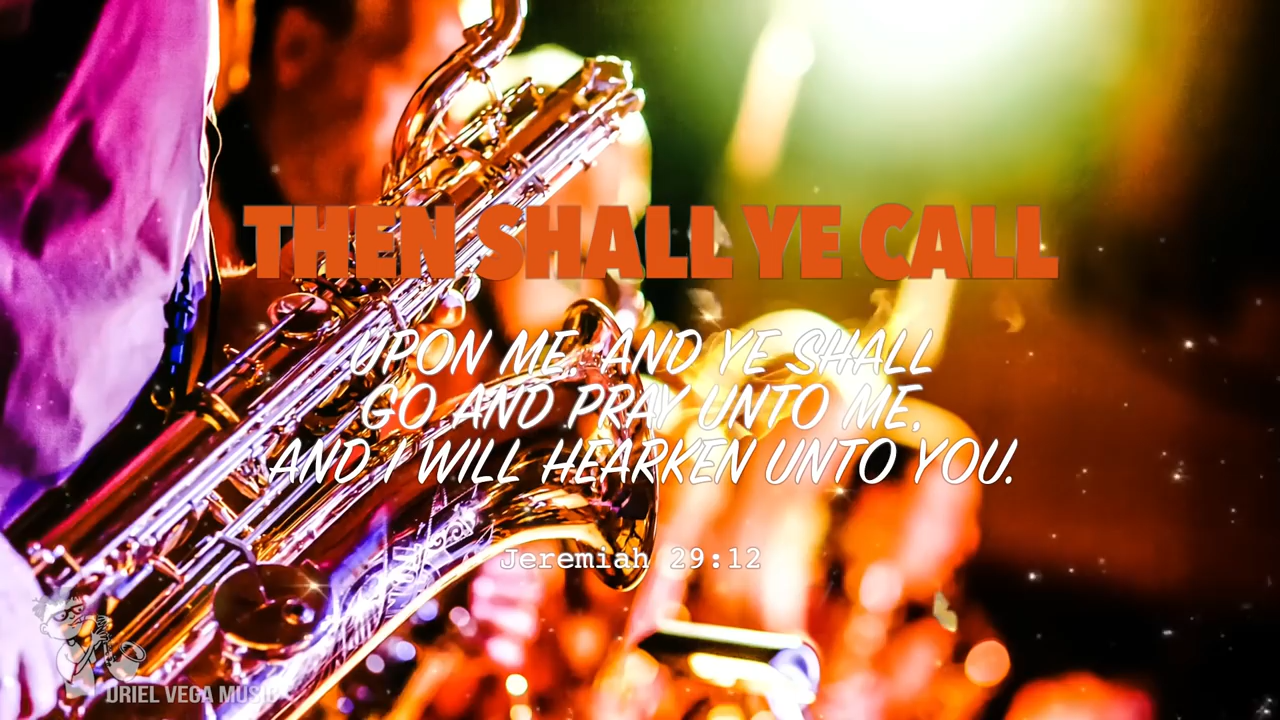 THEN SHALL YE CALL
UPON ME, AND YE SHALL
GO AND PRAY UNTO ME,
AND I WILL HEARKEN UNTO YOU.
Jeremiah 29:12
URIEL VEGA MUSIC